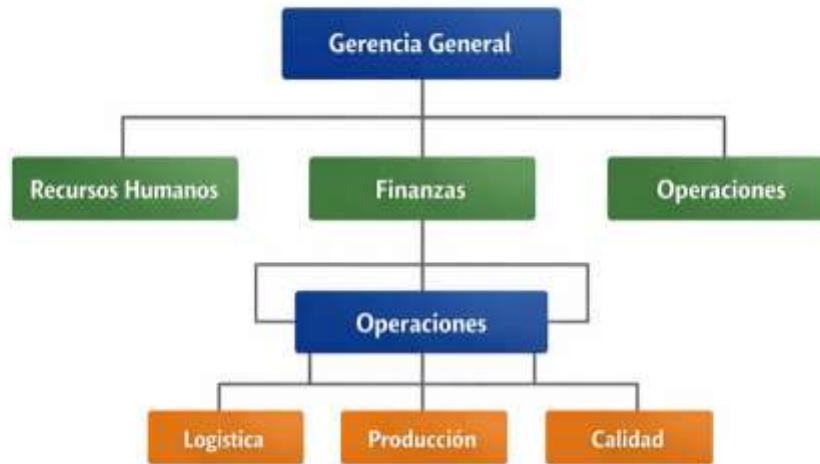 Gerencia General
Recursos Humanos
Finanzas
Operaciones
Operaciones
Logistica
Producción
Calidad